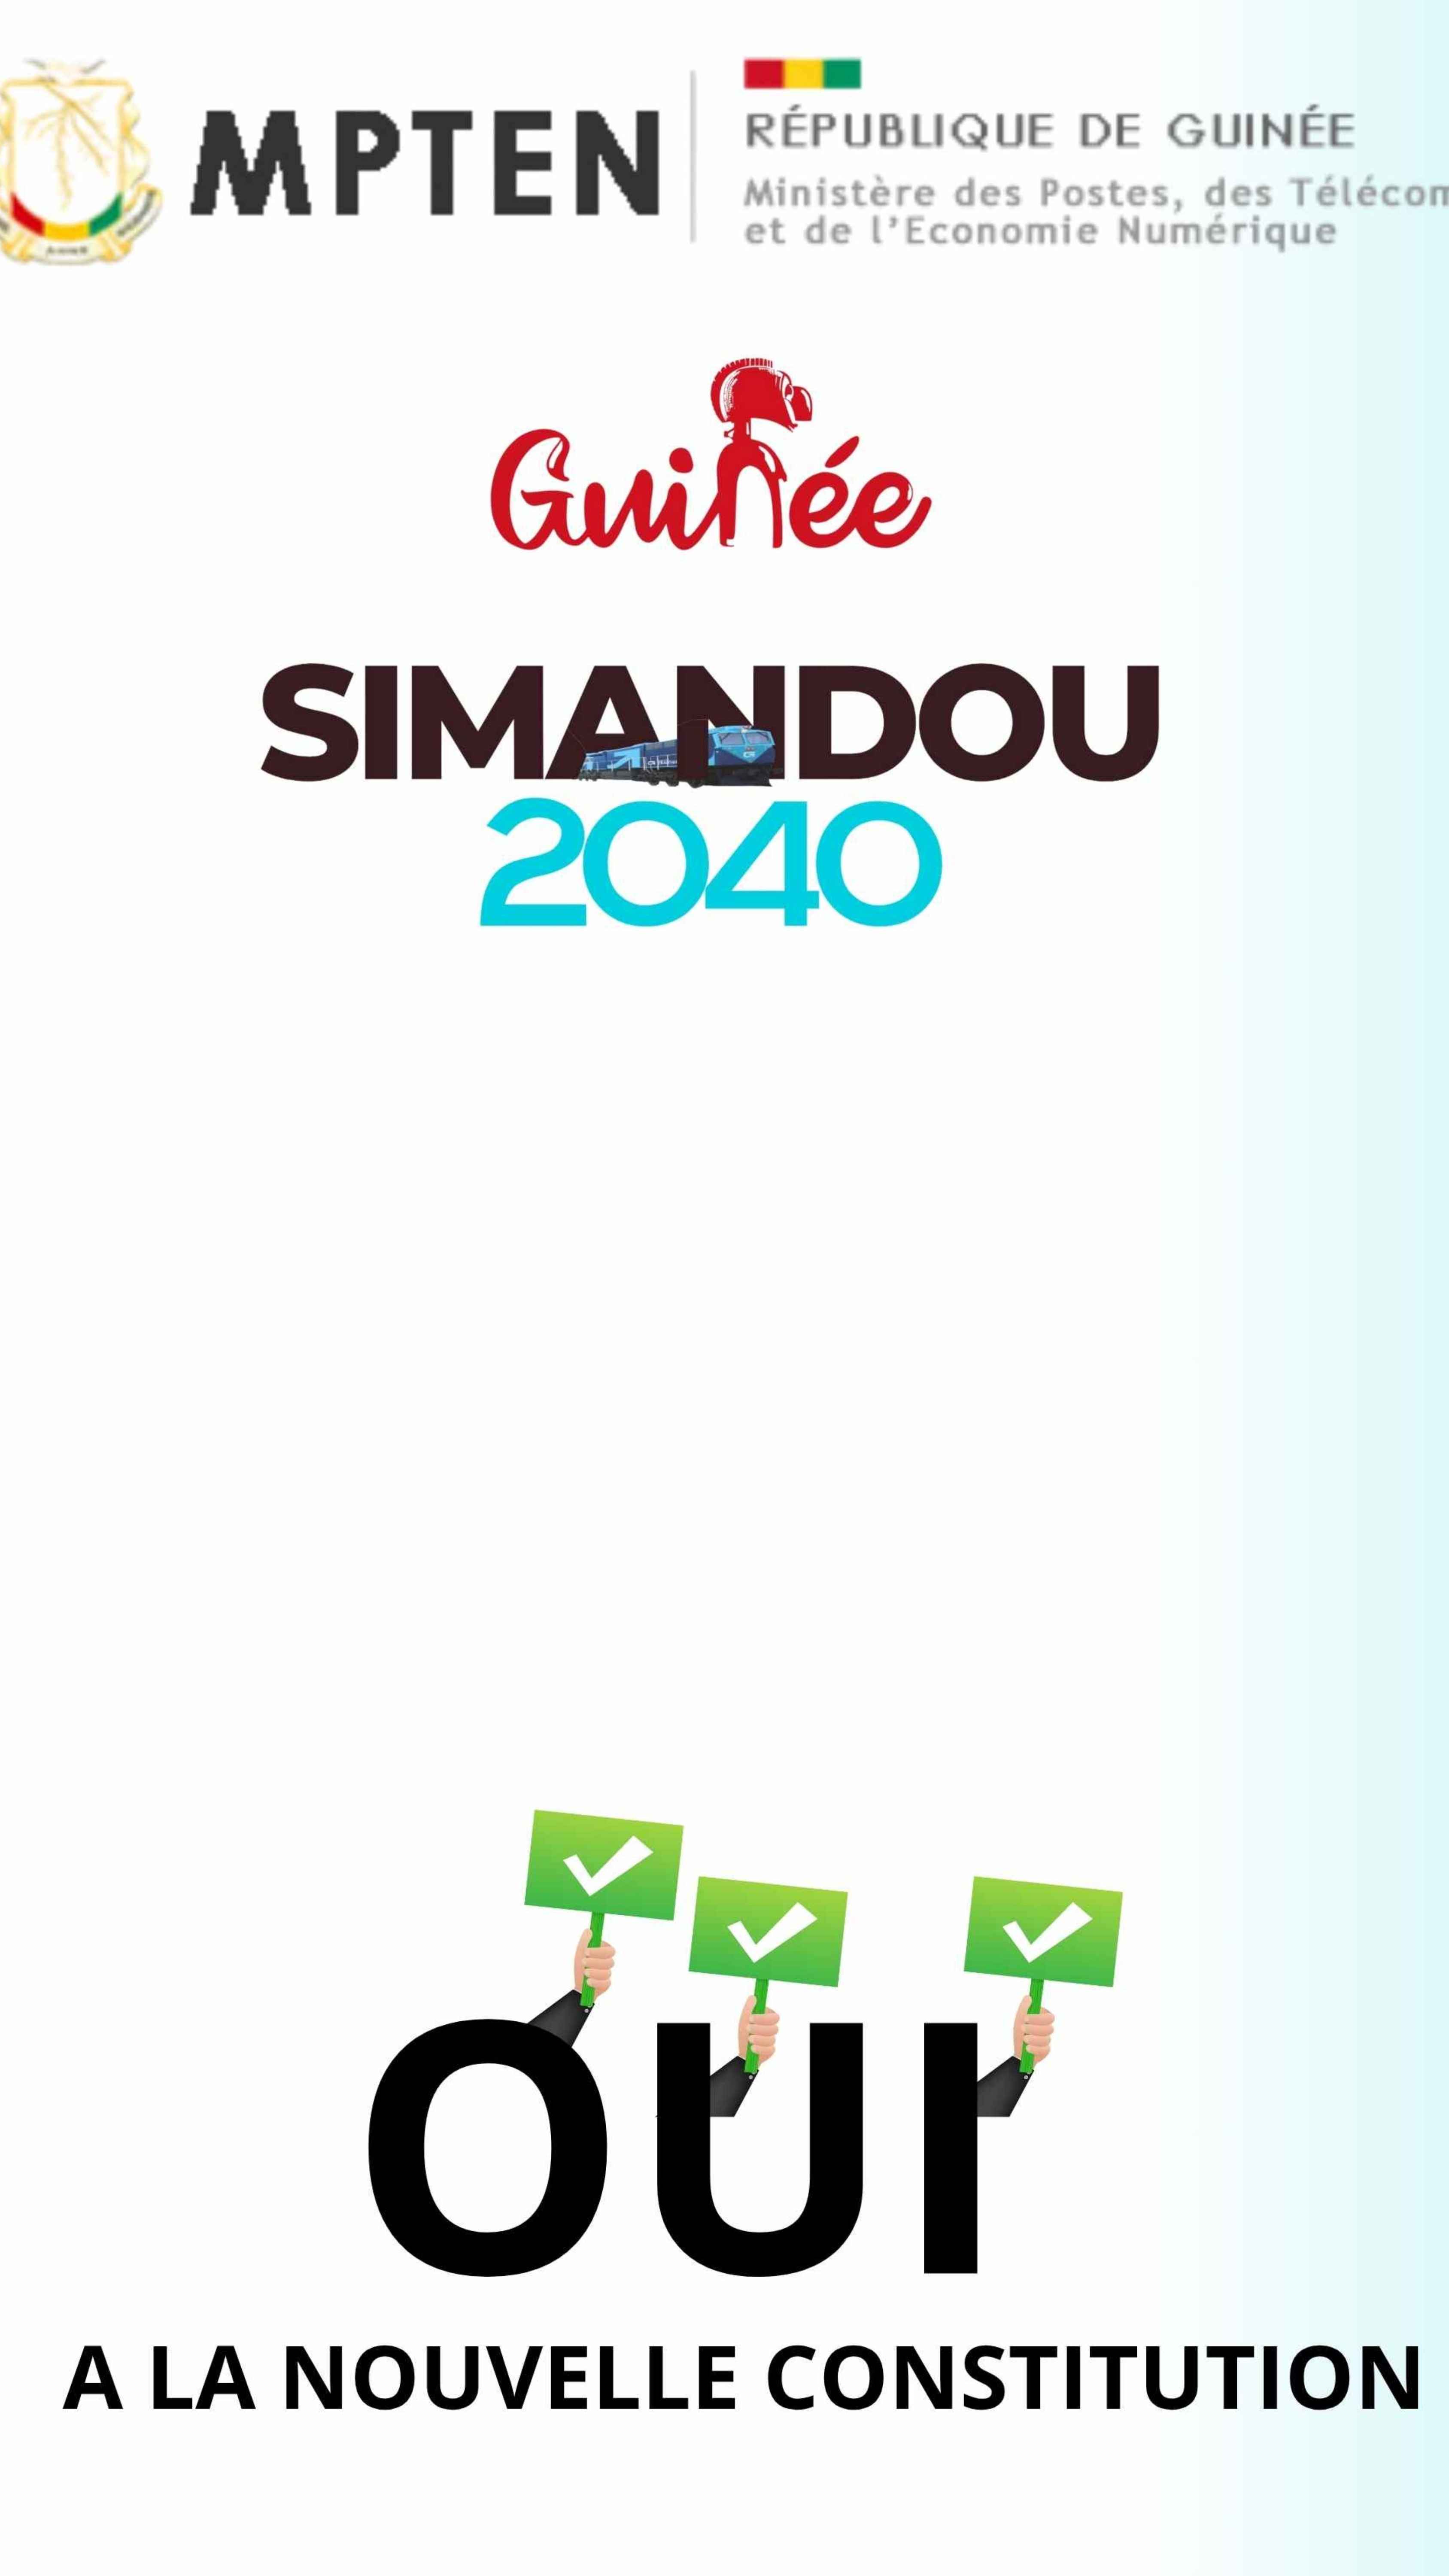 MPTEN
RÉPUBLIQUE DE GUINÉE
Ministère des Postes, des Télécom
et de l'Economie Numérique
Guinée
SIMANDOU
2040
OUI
A LA NOUVELLE CONSTITUTION